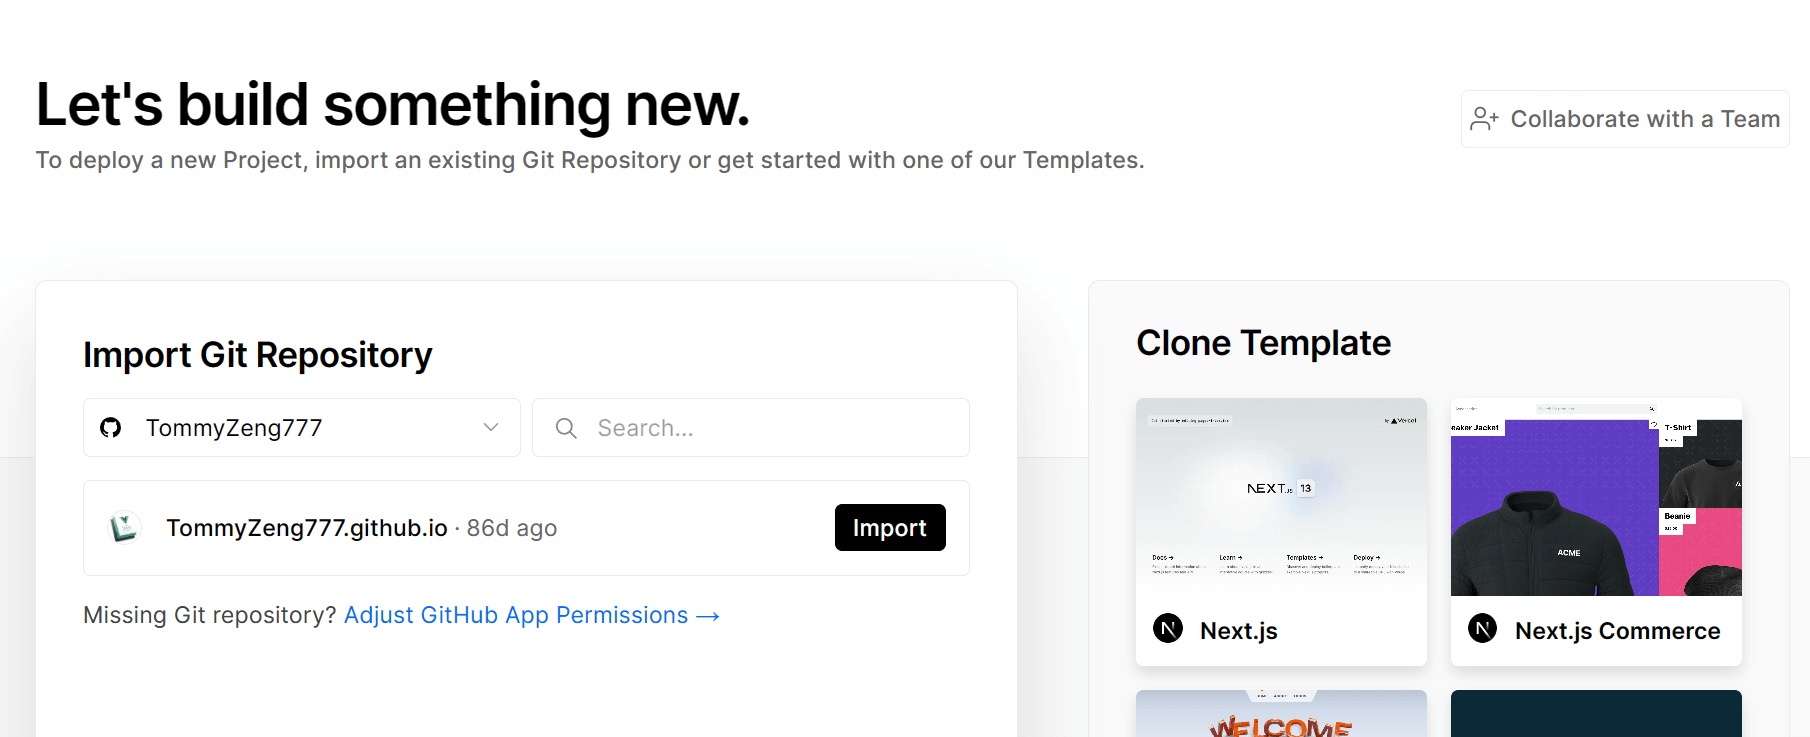 Let's build something new.
To deploy a new Project, import an existing Git Repository or get started with one of our Templates.
Collaborate with a Team
Import Git Repository
TommyZeng777
Search...
TommyZeng777.github.io · 86d ago
Import
Missing Git repository? Adjust GitHub App Permissions →
Clone Template
Vercel
NEXT.JS 13
Docs → Learn → Templates → Deploy →
Next.js
eaker Jacket
T-Shirt
Beanie
ACME
Next.js Commerce
WELCOME